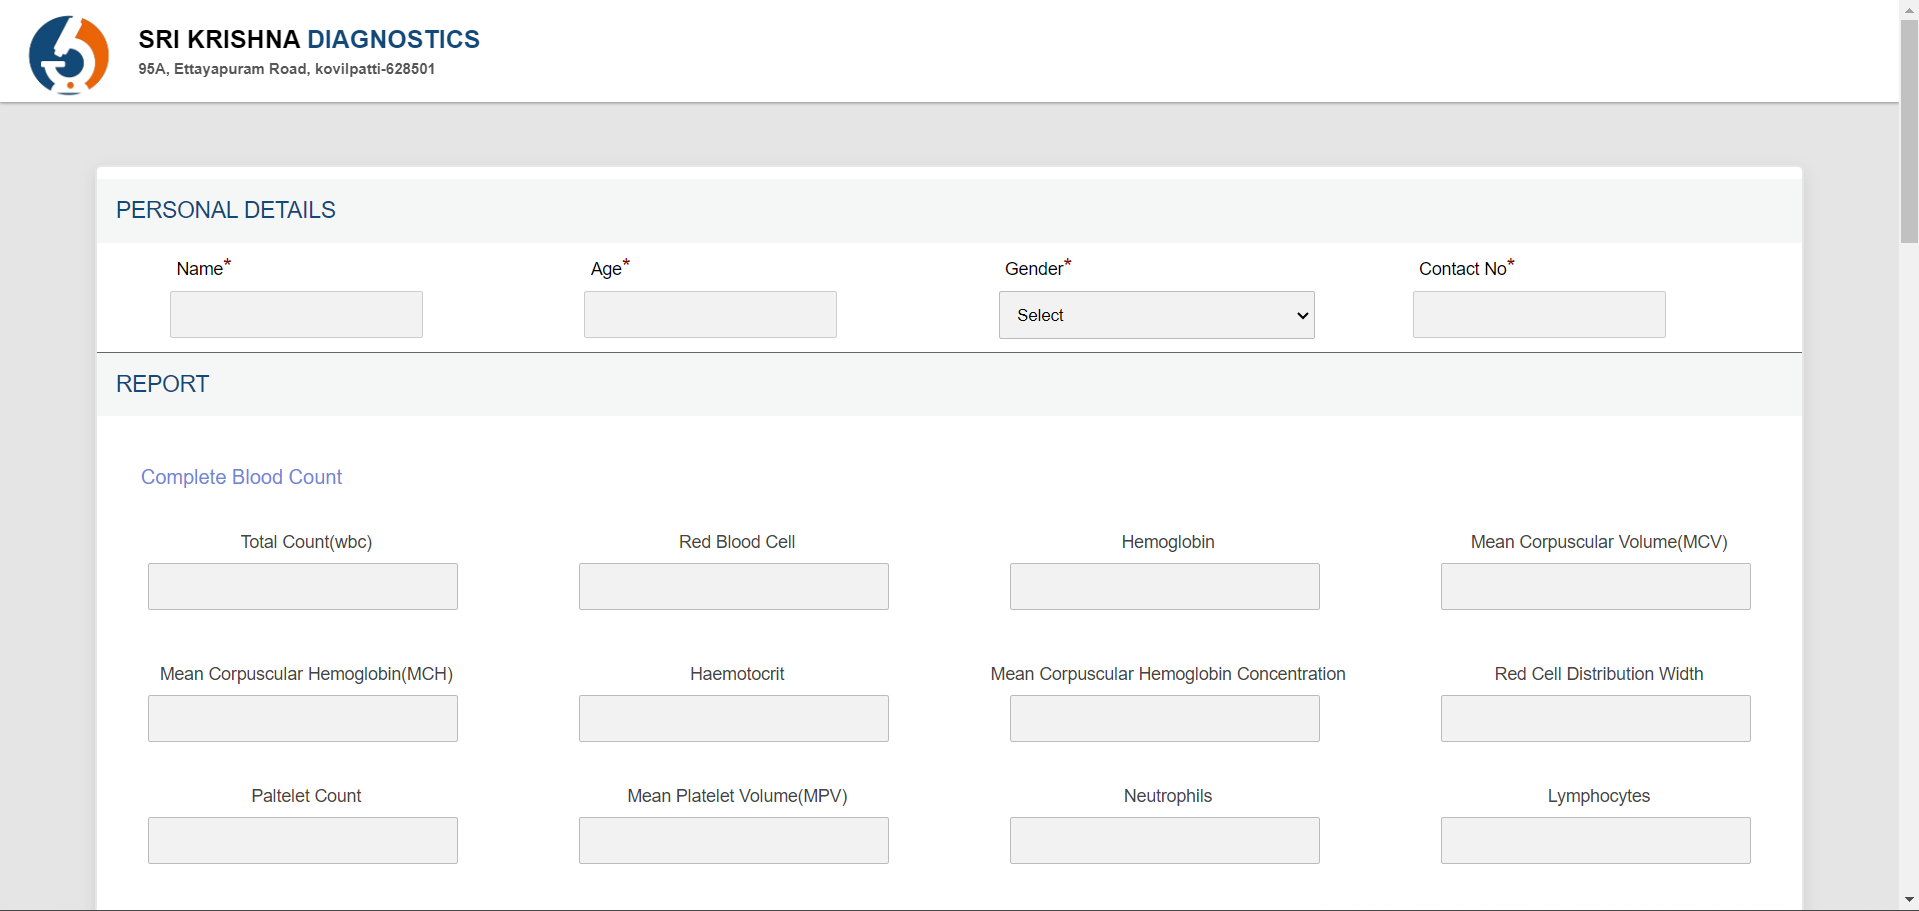 SRI KRISHNA DIAGNOSTICS
95A, Ettayapuram Road, kovilpatti-628501
PERSONAL DETAILS
Name* Age* Gender* Contact No*
Select
REPORT
Complete Blood Count
Total Count(wbc) Red Blood Cell Hemoglobin Mean Corpuscular Volume(MCV)
Mean Corpuscular Hemoglobin(MCH) Haemotocrit Mean Corpuscular Hemoglobin Concentration Red Cell Distribution Width
Paltelet Count Mean Platelet Volume(MPV) Neutrophils Lymphocytes